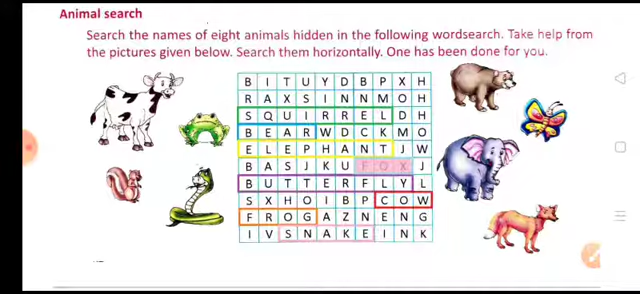 Animal search
Search the names of eight animals hidden in the following wordsearch. Take help from
the pictures given below. Search them horizontally. One has been done for you.
B I T U Y D B P X H
R A X S I N N M O H
S Q U I R R E L D H
B E A R W D C K M O
E L E P H A N T J W
B A S J K U F O X J
B U T T E R F L Y L
S X H O I B P C O W
F R O G A Z N E N G
I V S N A K E I N K